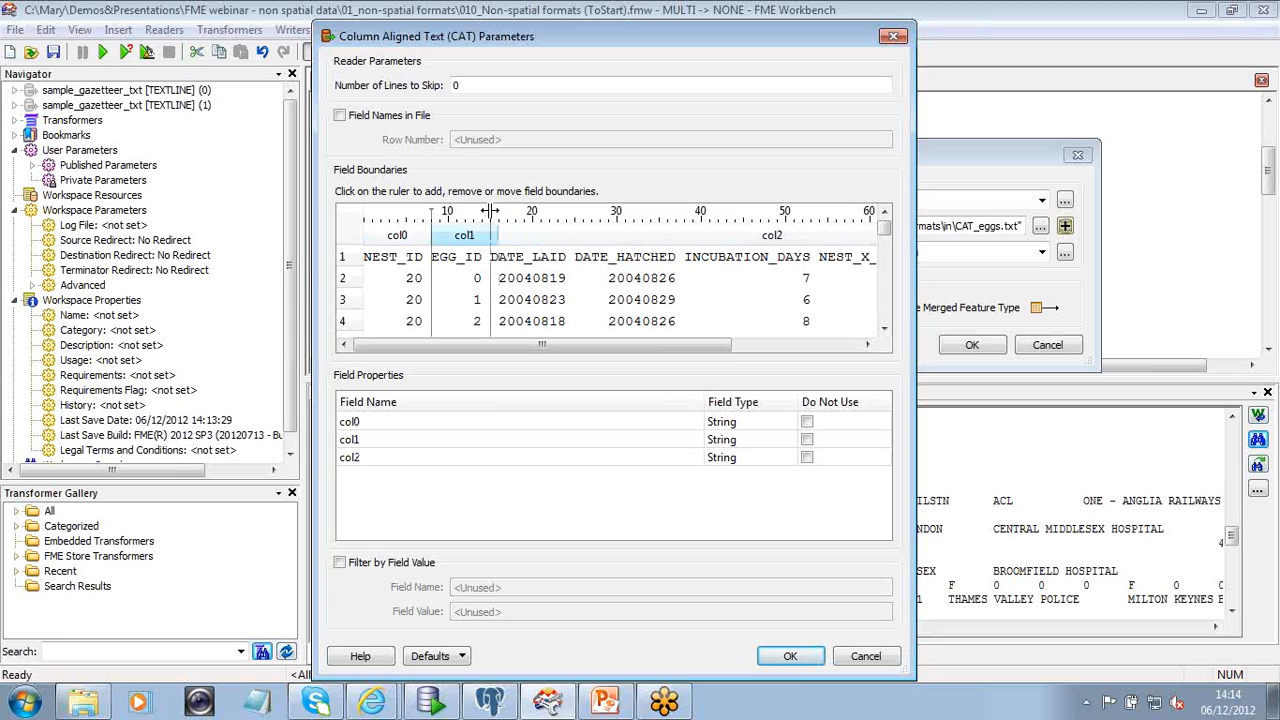 C:\Mary\Demos&Presentations\FME webinar - non spatial data\01_non-spatial formats\010_Non-spatial formats (ToStart).fmw - MULTI -> NONE - FME Workbench
File Edit View Insert Readers Transformers Writers
Navigator
sample_gazetteer_txt [TEXTLINE] (0)
sample_gazetteer_txt [TEXTLINE] (1)
Transformers
Bookmarks
User Parameters
Published Parameters
Private Parameters
Workspace Resources
Workspace Parameters
Log File: <not set>
Source Redirect: No Redirect
Destination Redirect: No Redirect
Terminator Redirect: No Redirect
Advanced
Workspace Properties
Name: <not set>
Category: <not set>
Description: <not set>
Usage: <not set>
Requirements: <not set>
Requirements Flag: <not set>
History: <not set>
Last Save Date: 06/12/2012 14:13:29
Last Save Build: FME(R) 2012 SP3 (20120713 - Bu
Legal Terms and Conditions: <not set>
Transformer Gallery
All
Categorized
Embedded Transformers
FME Store Transformers
Recent
Search Results
Search:
Ready
Column Aligned Text (CAT) Parameters
Reader Parameters
Number of Lines to Skip: 0
Field Names in File
Row Number: <Unused>
Field Boundaries
Click on the ruler to add, remove or move field boundaries.
10 20 30 40 50 60
col0 col1 col2
1 NEST_ID EGG_ID DATE_LAID DATE_HATCHED INCUBATION_DAYS NEST_X_
2 20 0 20040819 20040826 7
3 20 1 20040823 20040829 6
4 20 2 20040818 20040826 8
Field Properties
Field Name Field Type Do Not Use
col0 String
col1 String
col2 String
Filter by Field Value
Field Name: <Unused>
Field Value: <Unused>
Help Defaults OK Cancel
mats\in\CAT_eggs.txt"
...
e Merged Feature Type
OK Cancel
ILSTN ACL ONE - ANGLIA RAILWAYS
NDON CENTRAL MIDDLESEX HOSPITAL
4
SEX BROOMFIELD HOSPITAL
F 0 0 0 F 0 0
1 THAMES VALLEY POLICE MILTON KEYNES E
<All
NUM
14:14
06/12/2012